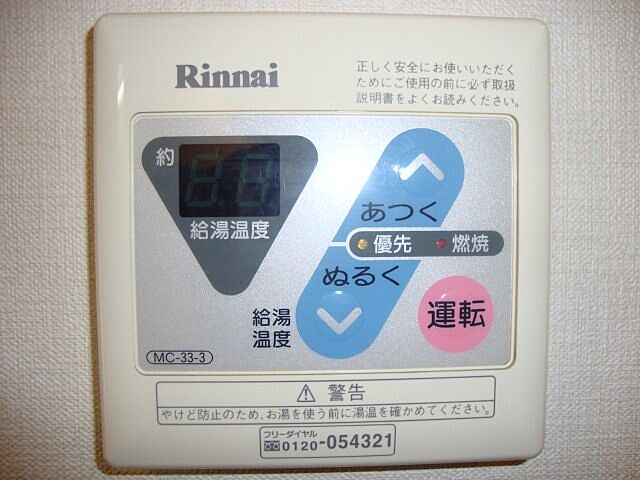 Rinnai
正しく安全にお使いいただく
ためにご使用の前に必ず取扱
説明書をよくお読みください。
約
給湯温度
あつく
優先 燃焼
ぬるく
給湯
温度
運転
MC-33-3
⚠ 警告
やけど防止のため、お湯を使う前に湯温を確かめてください。
フリーダイヤル
0120-054321